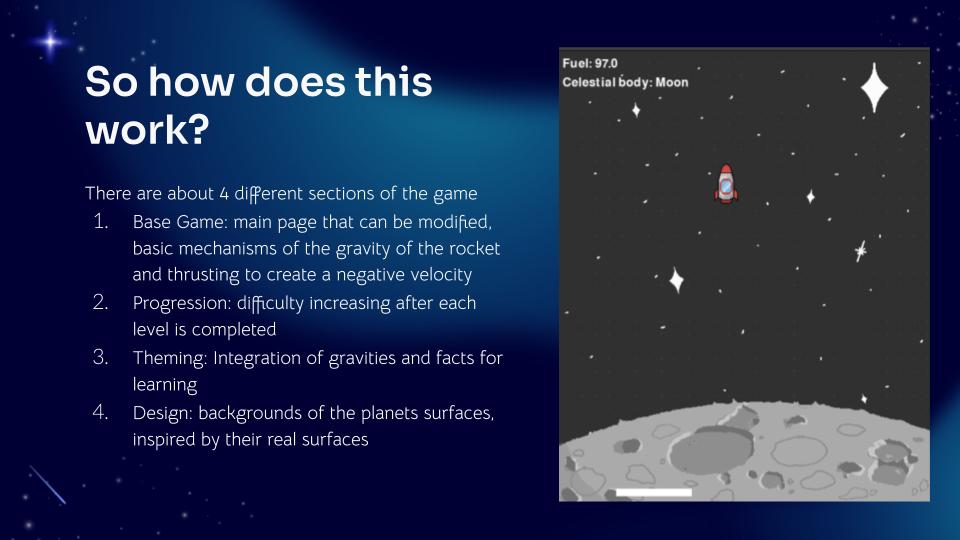 So how does this
work?
There are about 4 different sections of the game
1. Base Game: main page that can be modified,
basic mechanisms of the gravity of the rocket
and thrusting to create a negative velocity
2. Progression: difficulty increasing after each
level is completed
3. Theming: Integration of gravities and facts for
learning
4. Design: backgrounds of the planets surfaces,
inspired by their real surfaces
Fuel: 97.0
Celestial body: Moon